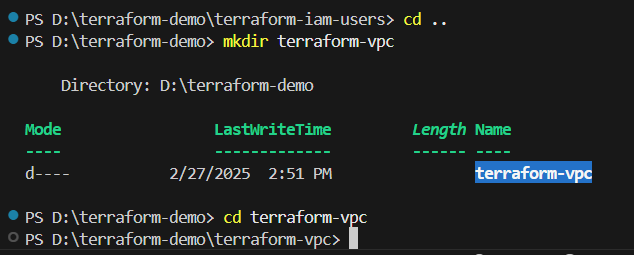 PS D:\terraform-demo\terraform-iam-users> cd ..
PS D:\terraform-demo> mkdir terraform-vpc
Directory: D:\terraform-demo
Mode LastWriteTime Length Name
---- ------------- ------ ----
d---- 2/27/2025 2:51 PM terraform-vpc
PS D:\terraform-demo> cd terraform-vpc
PS D:\terraform-demo\terraform-vpc>